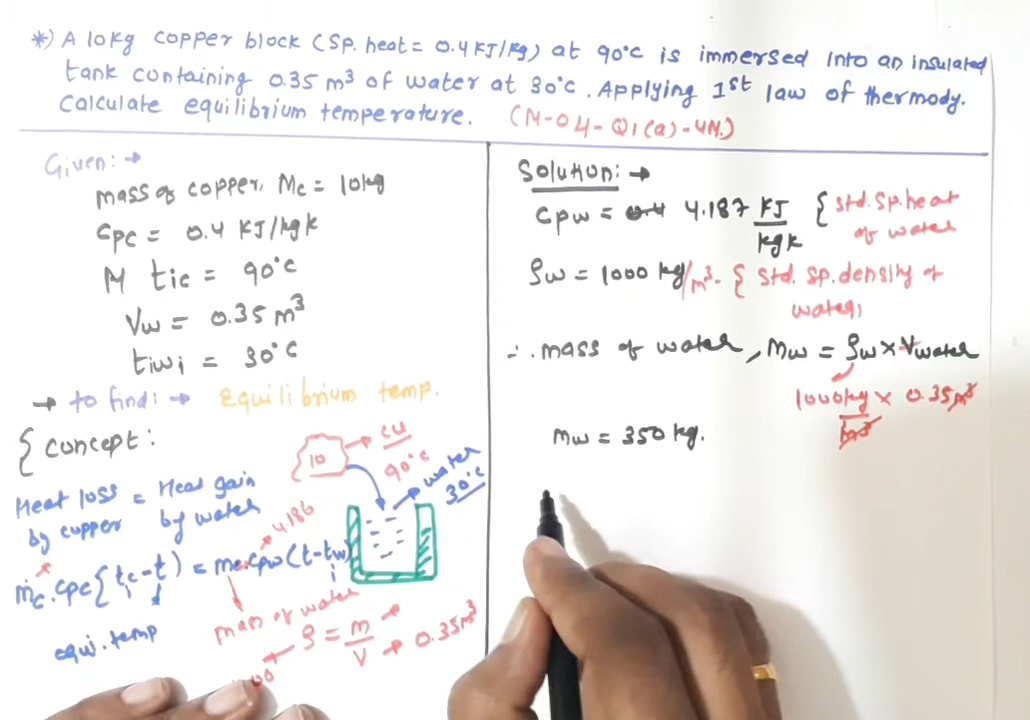 *) A 10kg copper block (sp. heat = 0.4 KJ/kg) at 90°c is immersed into an insulated
tank containing 0.35 m³ of water at 30°c. Applying 1st law of thermody.
Calculate equilibrium temperature. (N-04-Q1(a)-4M.)
Given: →
mass of copper, Mc = 10kg
Cpc = 0.4 KJ/kgk
M tic = 90°c
Vw = 0.35 m³
tiwi = 30°c
→ to find: → Equilibrium temp.
{ concept:
10 → cu
90°c
→ water
30°c
Heat loss = Heat gain
by cupper by water
4.186
mc.cpc{tci-t) = mc.cpw(t-twi)
equi.temp
mass of water
ρ = m/V → 0.35m³
Solution: →
Cpw = 0.4 4.187 KJ/kgk { std.sp.heat
of water
ρw = 1000 kg/m³. { std. sp.density of
water,
∴ mass of water, Mw = ρw × Vwater
1000kg/m³ × 0.35m³
Mw = 350 kg.